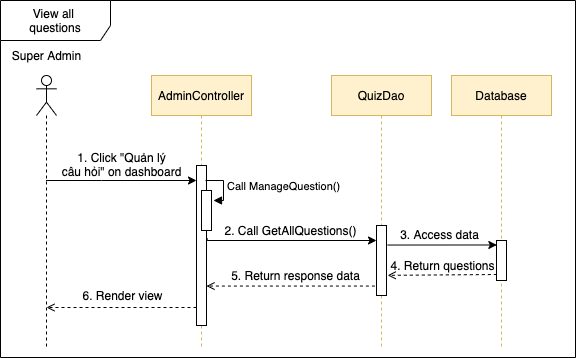 View all
questions
Super Admin
AdminController
QuizDao
Database
1. Click "Quản lý
câu hỏi" on dashboard
Call ManageQuestion()
2. Call GetAllQuestions()
3. Access data
4. Return questions
5. Return response data
6. Render view